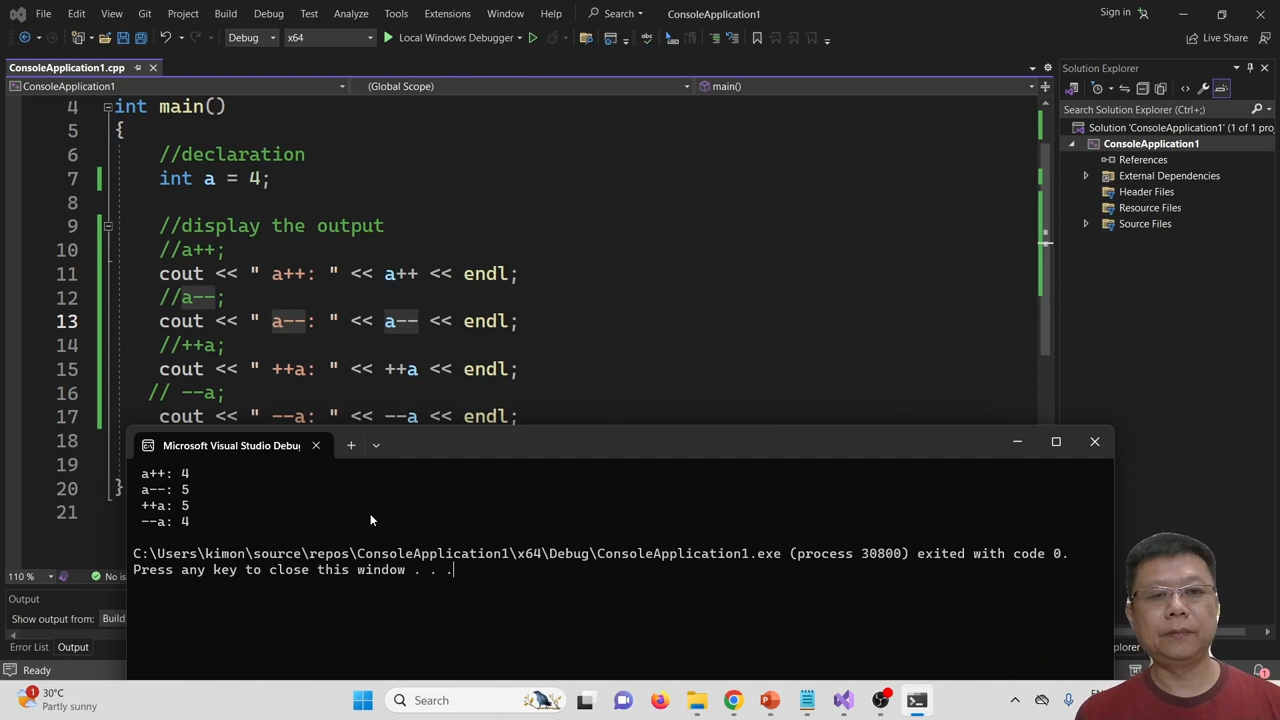 File Edit View Git Project Build Debug Test Analyze Tools Extensions Window Help Search ConsoleApplication1 Sign in
Debug x64 Local Windows Debugger Live Share
ConsoleApplication1.cpp
Solution Explorer
ConsoleApplication1 (Global Scope) main()
Search Solution Explorer (Ctrl+;)
Solution 'ConsoleApplication1' (1 of 1 proj
ConsoleApplication1
References
External Dependencies
Header Files
Resource Files
Source Files
4 int main()
5 {
6 //declaration
7 int a = 4;
8
9 //display the output
10 //a++;
11 cout << " a++: " << a++ << endl;
12 //a--;
13 cout << " a--: " << a-- << endl;
14 //++a;
15 cout << " ++a: " << ++a << endl;
16 // --a;
17 cout << " --a: " << --a << endl;
18
19
20 }
21
110 % No
Output
Show output from: Build
Error List Output
Ready
Microsoft Visual Studio Debug
a++: 4
a--: 5
++a: 5
--a: 4
C:\Users\kimon\source\repos\ConsoleApplication1\x64\Debug\ConsoleApplication1.exe (process 30800) exited with code 0.
Press any key to close this window . . .
1
30°C
Partly sunny
Search